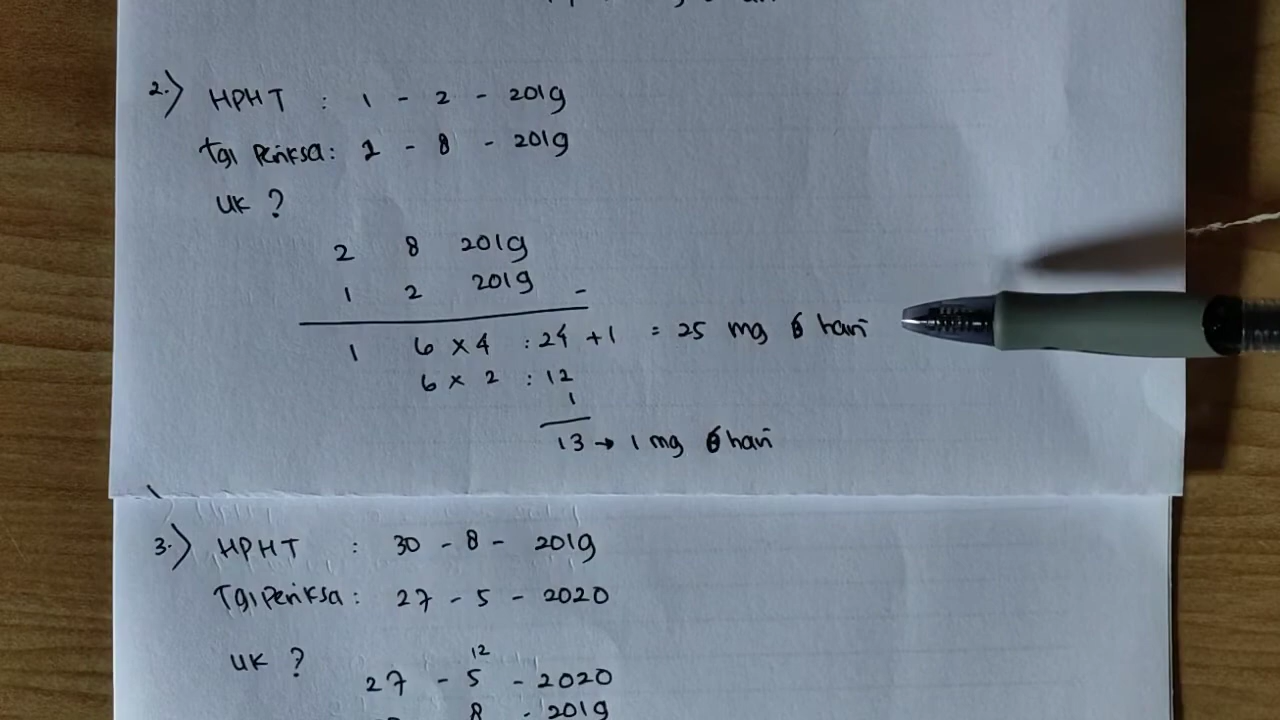 2.) HPHT : 1 - 2 - 2019
Tgl Periksa: 2 - 8 - 2019
UK ?
2 8 2019
1 2 2019 -
1 6 x 4 : 24 + 1 = 25 mg 6 hari
6 x 2 : 12
1
13 → 1 mg 6 hari
3.) HPHT : 30 - 8 - 2019
Tgl Periksa : 27 - 5 - 2020
UK ?
12
27 - 5 - 2020
8 - 2019